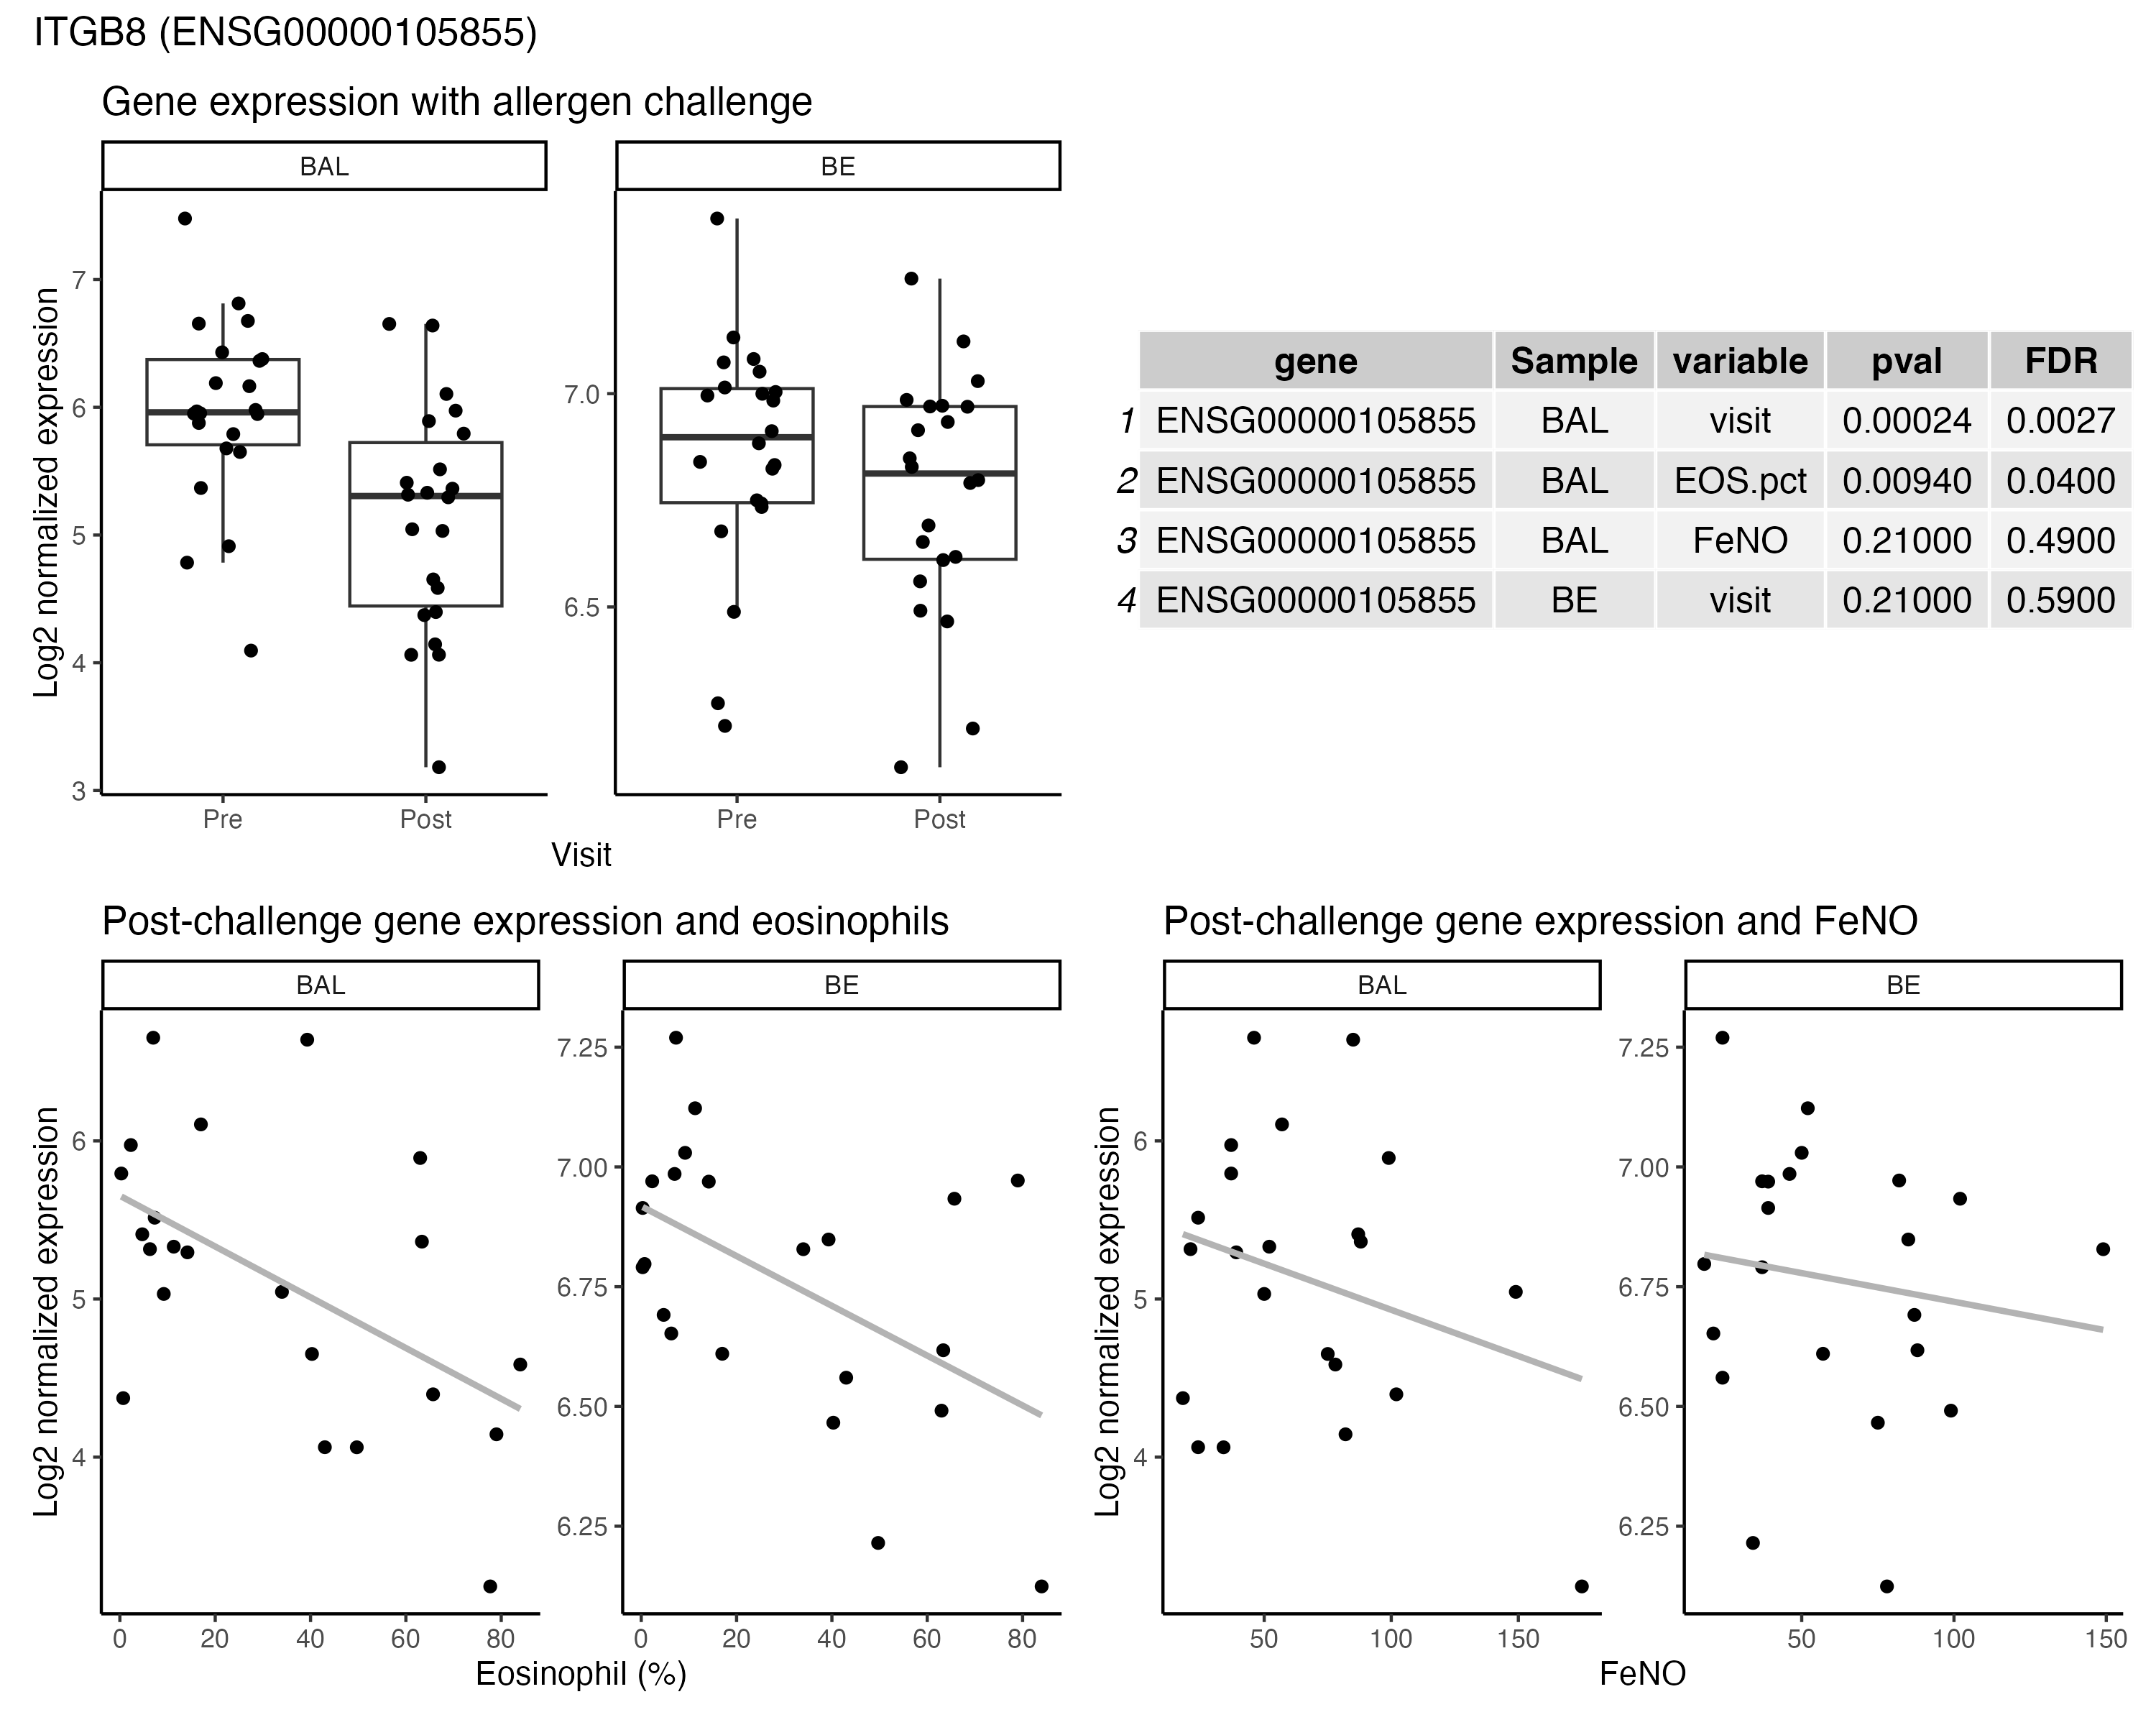 ITGB8 (ENSG00000105855)
Gene expression with allergen challenge
BAL
BE
Log2 normalized expression
7
6
5
4
3
7.0
6.5
Pre
Post
Pre
Post
Visit
gene Sample variable pval FDR
1 ENSG00000105855 BAL visit 0.00024 0.0027
2 ENSG00000105855 BAL EOS.pct 0.00940 0.0400
3 ENSG00000105855 BAL FeNO 0.21000 0.4900
4 ENSG00000105855 BE visit 0.21000 0.5900
Post-challenge gene expression and eosinophils
BAL
BE
Log2 normalized expression
6
5
4
7.25
7.00
6.75
6.50
6.25
0 20 40 60 80
0 20 40 60 80
Eosinophil (%)
Post-challenge gene expression and FeNO
BAL
BE
Log2 normalized expression
6
5
4
7.25
7.00
6.75
6.50
6.25
50 100 150
50 100 150
FeNO